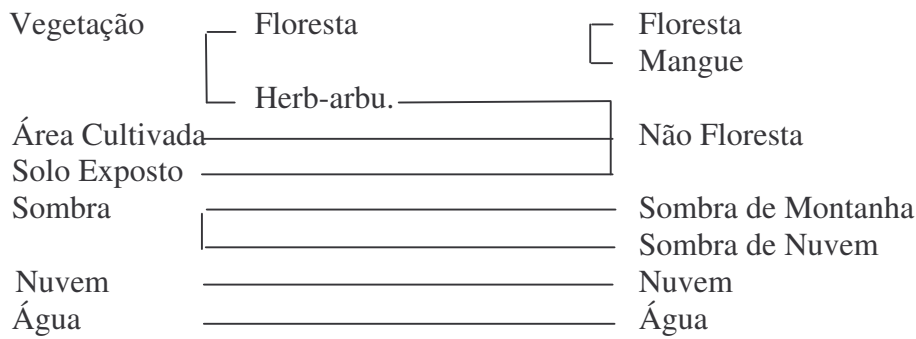 Vegetação Floresta Floresta
Mangue
Herb-arbu.
Área Cultivada Não Floresta
Solo Exposto
Sombra Sombra de Montanha
Sombra de Nuvem
Nuvem Nuvem
Água Água